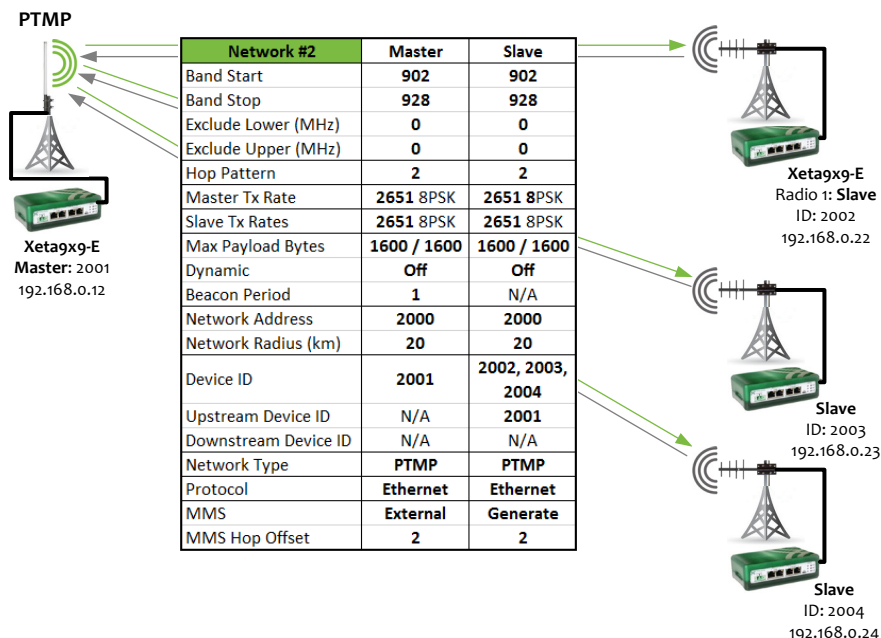 PTMP
Network #2 Master Slave
Band Start 902 902
Band Stop 928 928
Exclude Lower (MHz) 0 0
Exclude Upper (MHz) 0 0
Hop Pattern 2 2
Master Tx Rate 2651 8PSK 2651 8PSK
Slave Tx Rates 2651 8PSK 2651 8PSK
Max Payload Bytes 1600 / 1600 1600 / 1600
Dynamic Off Off
Beacon Period 1 N/A
Network Address 2000 2000
Network Radius (km) 20 20
Device ID 2001 2002, 2003,
2004
Upstream Device ID N/A 2001
Downstream Device ID N/A N/A
Network Type PTMP PTMP
Protocol Ethernet Ethernet
MMS External Generate
MMS Hop Offset 2 2
Xeta9x9-E
Master: 2001
192.168.0.12
Xeta9x9-E
Radio 1: Slave
ID: 2002
192.168.0.22
Slave
ID: 2003
192.168.0.23
Slave
ID: 2004
192.168.0.24